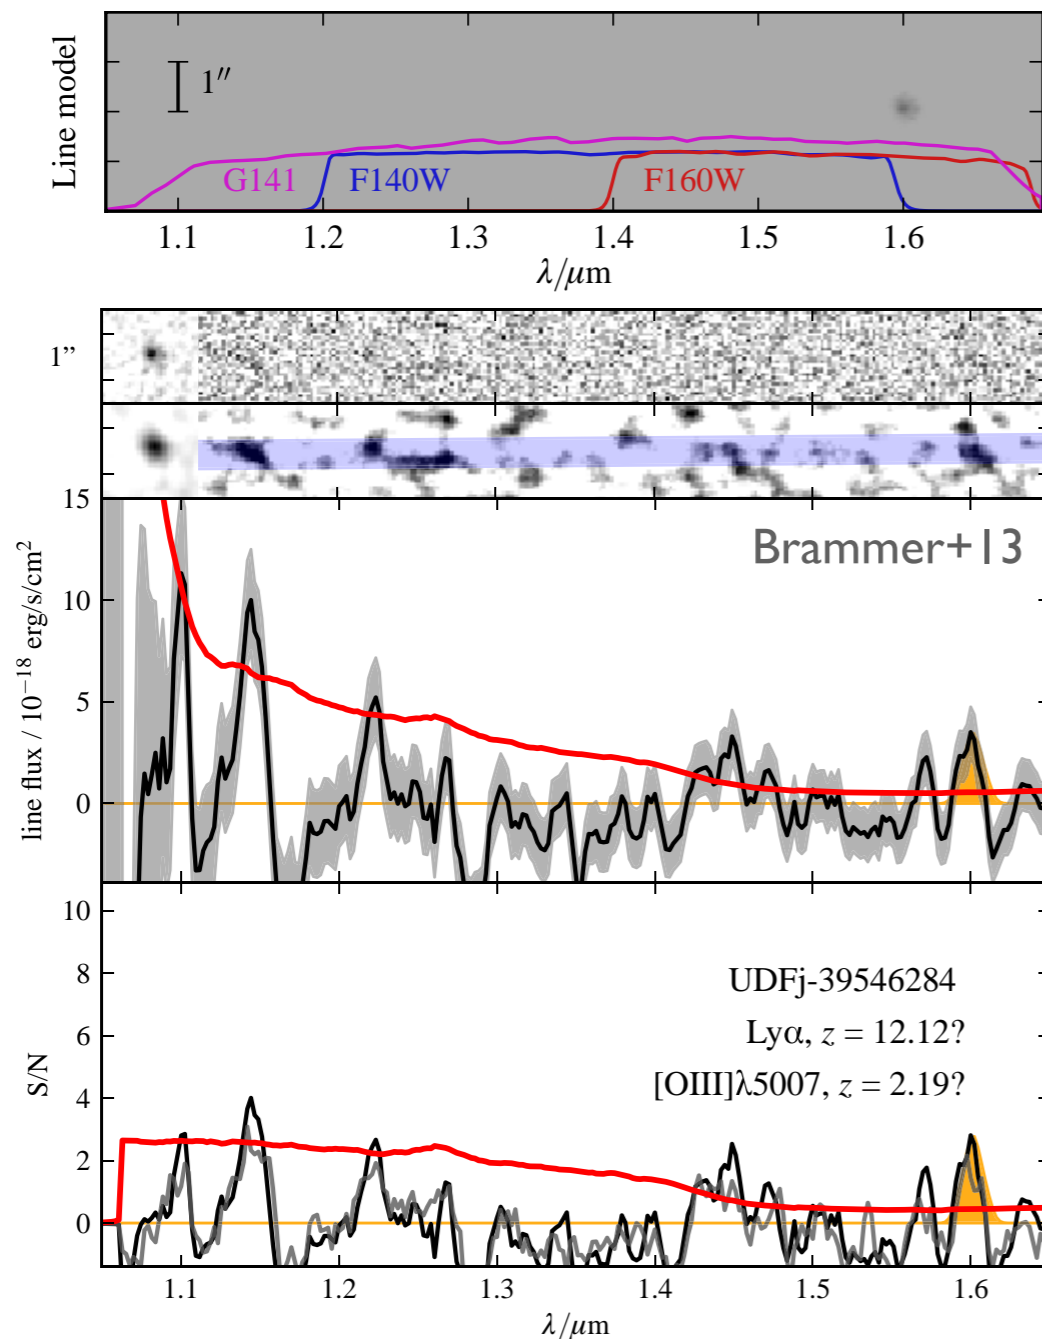 Line model
1″
G141 F140W F160W
1.1 1.2 1.3 1.4 1.5 1.6
λ/μm
1”
15
10
5
0
line flux / 10⁻¹⁸ erg/s/cm²
Brammer+13
10
8
6
4
2
0
S/N
UDFj-39546284
Lyα, z = 12.12?
[OIII]λ5007, z = 2.19?
1.1 1.2 1.3 1.4 1.5 1.6
λ/μm